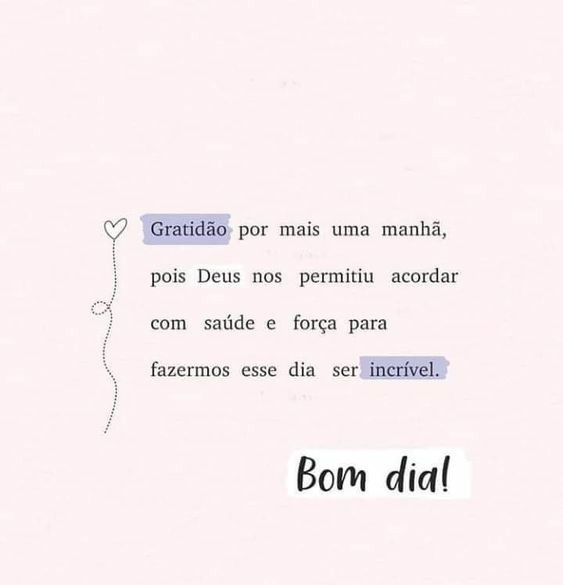 Gratidão por mais uma manhã,
pois Deus nos permitiu acordar
com saúde e força para
fazermos esse dia ser incrível.
Bom dia!